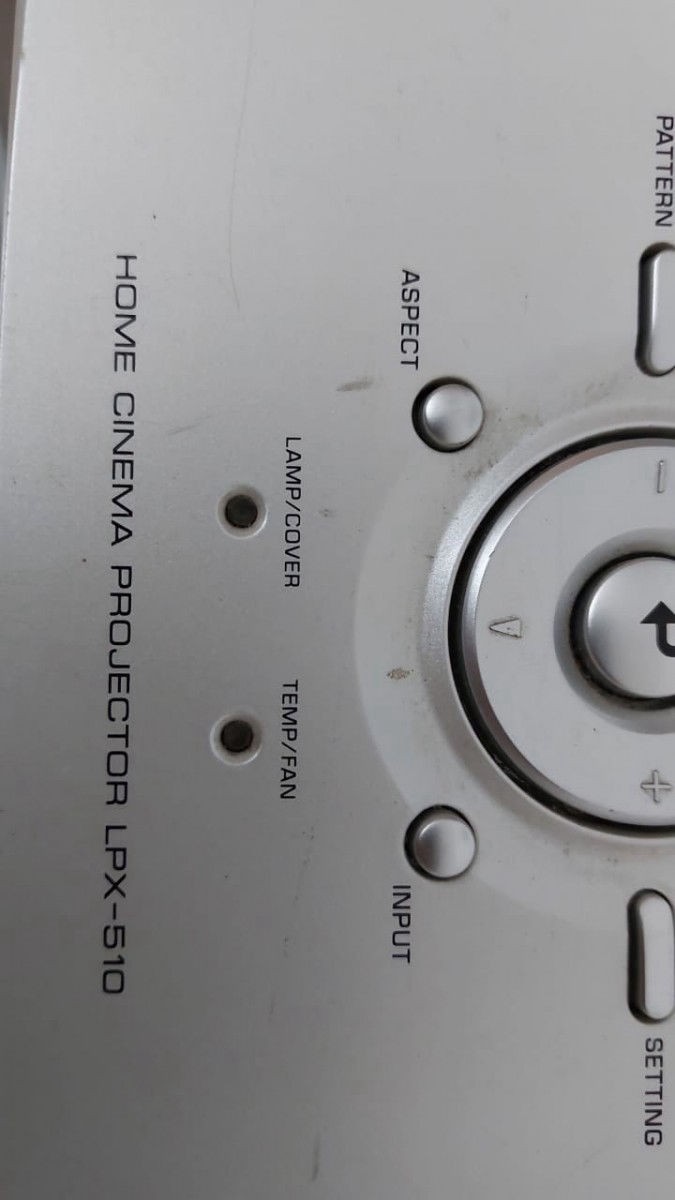 PATTERN
SETTING
-
+
ASPECT
INPUT
LAMP/COVER
TEMP/FAN
HOME CINEMA PROJECTOR LPX-510